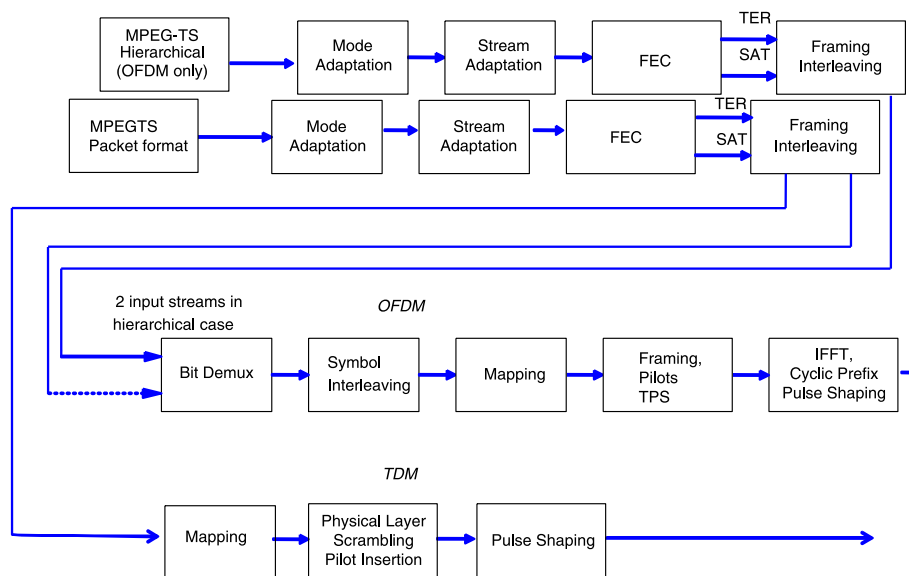 MPEG-TS
Hierarchical
(OFDM only)
Mode
Adaptation
Stream
Adaptation
FEC
TER
SAT
Framing
Interleaving
MPEGTS
Packet format
Mode
Adaptation
Stream
Adaptation
FEC
TER
SAT
Framing
Interleaving
2 input streams in
hierarchical case
OFDM
Bit Demux
Symbol
Interleaving
Mapping
Framing,
Pilots
TPS
IFFT,
Cyclic Prefix
Pulse Shaping
TDM
Mapping
Physical Layer
Scrambling
Pilot Insertion
Pulse Shaping